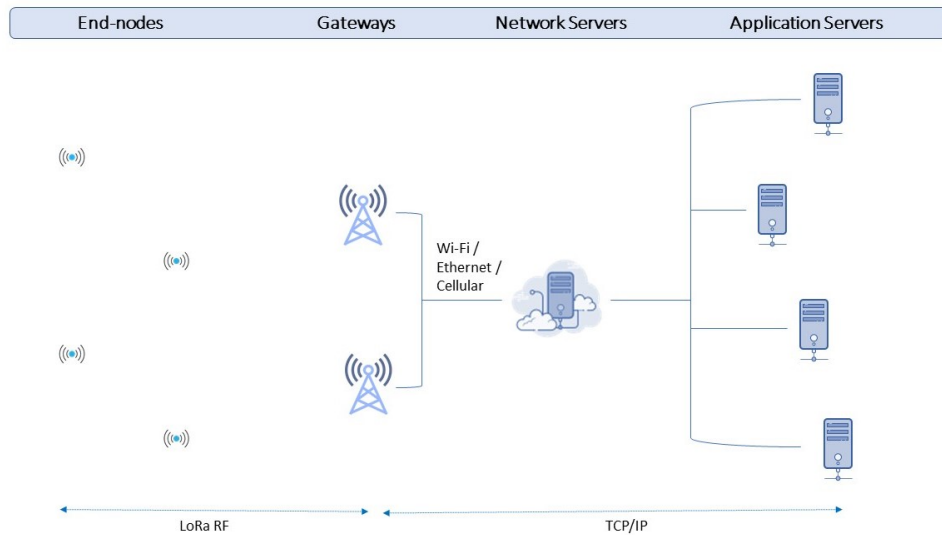 End-nodes
Gateways
Network Servers
Application Servers
Wi-Fi /
Ethernet /
Cellular
LoRa RF
TCP/IP